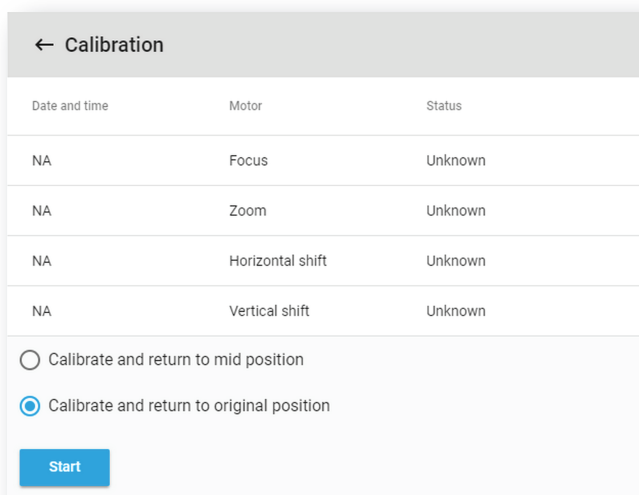 Calibration
Date and time Motor Status
NA Focus Unknown
NA Zoom Unknown
NA Horizontal shift Unknown
NA Vertical shift Unknown
Calibrate and return to mid position
Calibrate and return to original position
Start